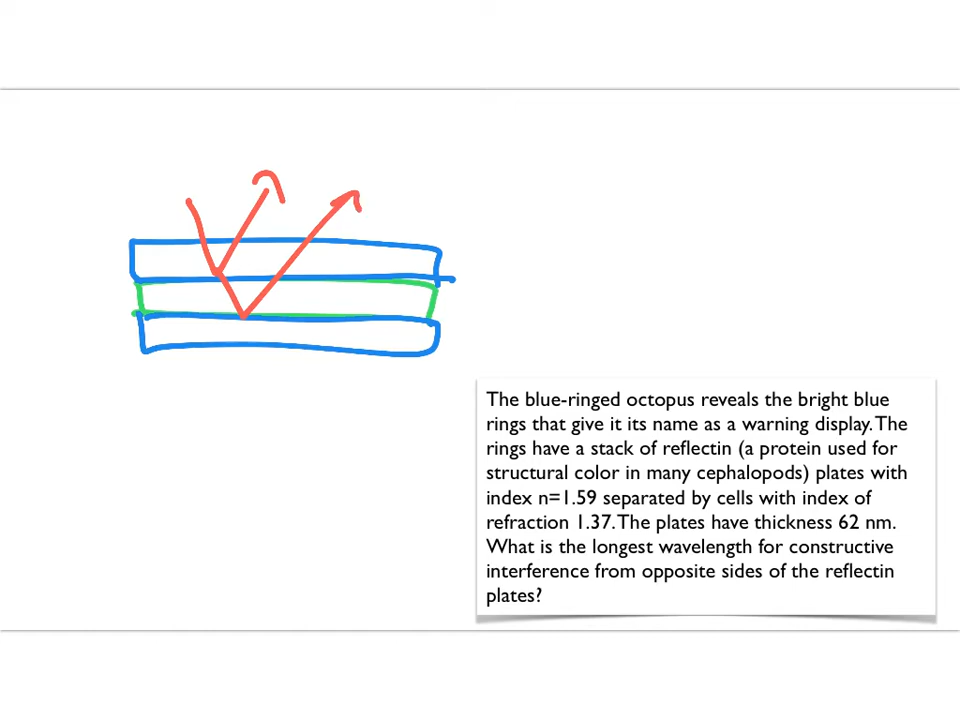 The blue-ringed octopus reveals the bright blue
rings that give it its name as a warning display. The
rings have a stack of reflectin (a protein used for
structural color in many cephalopods) plates with
index n=1.59 separated by cells with index of
refraction 1.37. The plates have thickness 62 nm.
What is the longest wavelength for constructive
interference from opposite sides of the reflectin
plates?